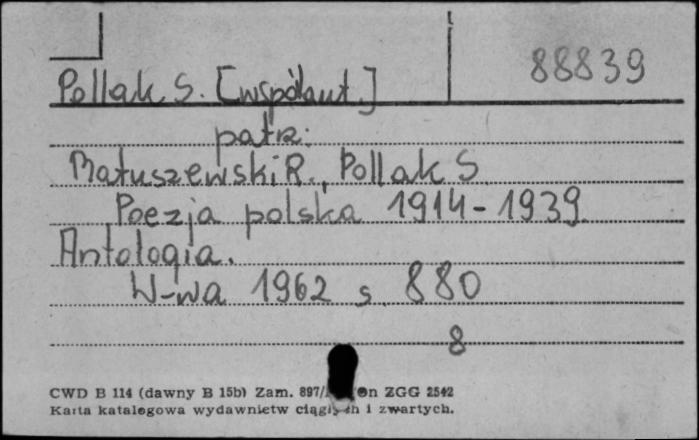 88839
Pollak S. [współaut.]
patrz:
Matuszewski R., Pollak S
Poezja polska 1914-1939
Antologia.
W-wa 1962 s. 880
8
CWD B 114 (dawny B 15b) Zam. 897/ ZGG 2542
Karta katalogowa wydawnictw ciągłych i zwartych.